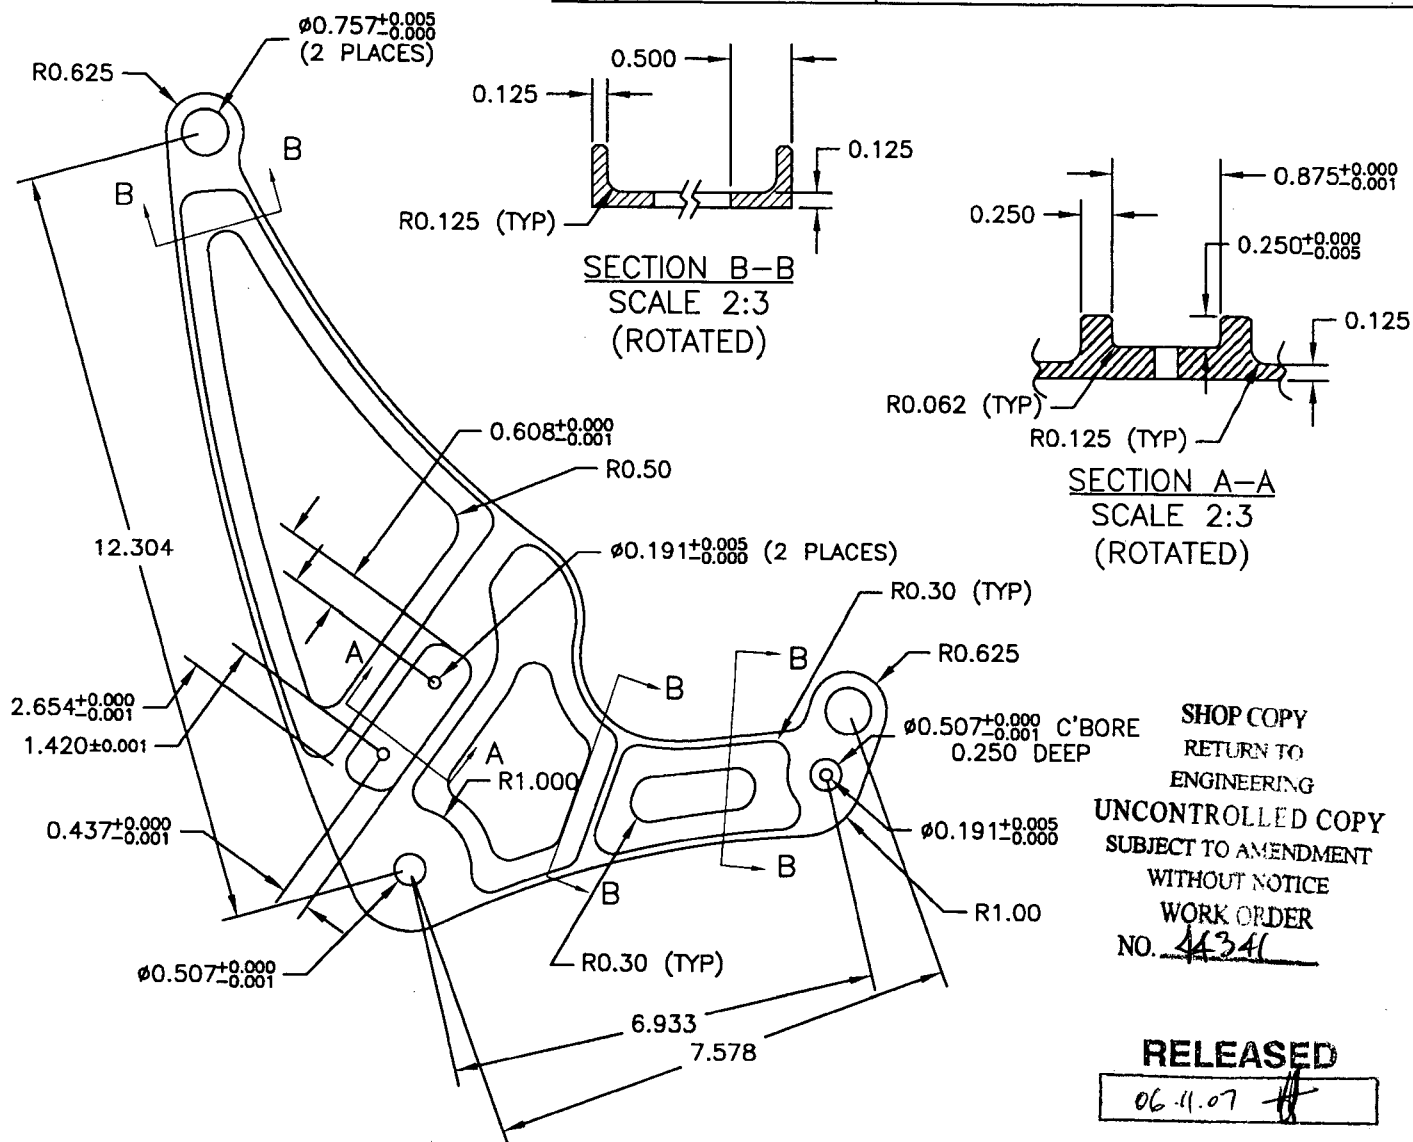 ø0.757+0.005 -0.000
(2 PLACES)
R0.625
0.500
0.125
0.125
R0.125 (TYP)
SECTION B-B
SCALE 2:3
(ROTATED)
B
B
0.875+0.000 -0.001
0.250
0.250+0.000 -0.005
0.125
R0.062 (TYP)
R0.125 (TYP)
SECTION A-A
SCALE 2:3
(ROTATED)
0.608+0.000 -0.001
R0.50
12.304
ø0.191+0.005 -0.000 (2 PLACES)
R0.30 (TYP)
A
B
B
R0.625
2.654+0.000 -0.001
1.420±0.001
ø0.507+0.000 -0.001 C'BORE
0.250 DEEP
A
R1.000
0.437+0.000 -0.001
ø0.191+0.005 -0.000
B
B
R1.00
R0.30 (TYP)
ø0.507+0.000 -0.001
6.933
7.578
SHOP COPY
RETURN TO
ENGINEERING
UNCONTROLLED COPY
SUBJECT TO AMENDMENT
WITHOUT NOTICE
WORK ORDER
NO. 44341
RELEASED
06.11.07